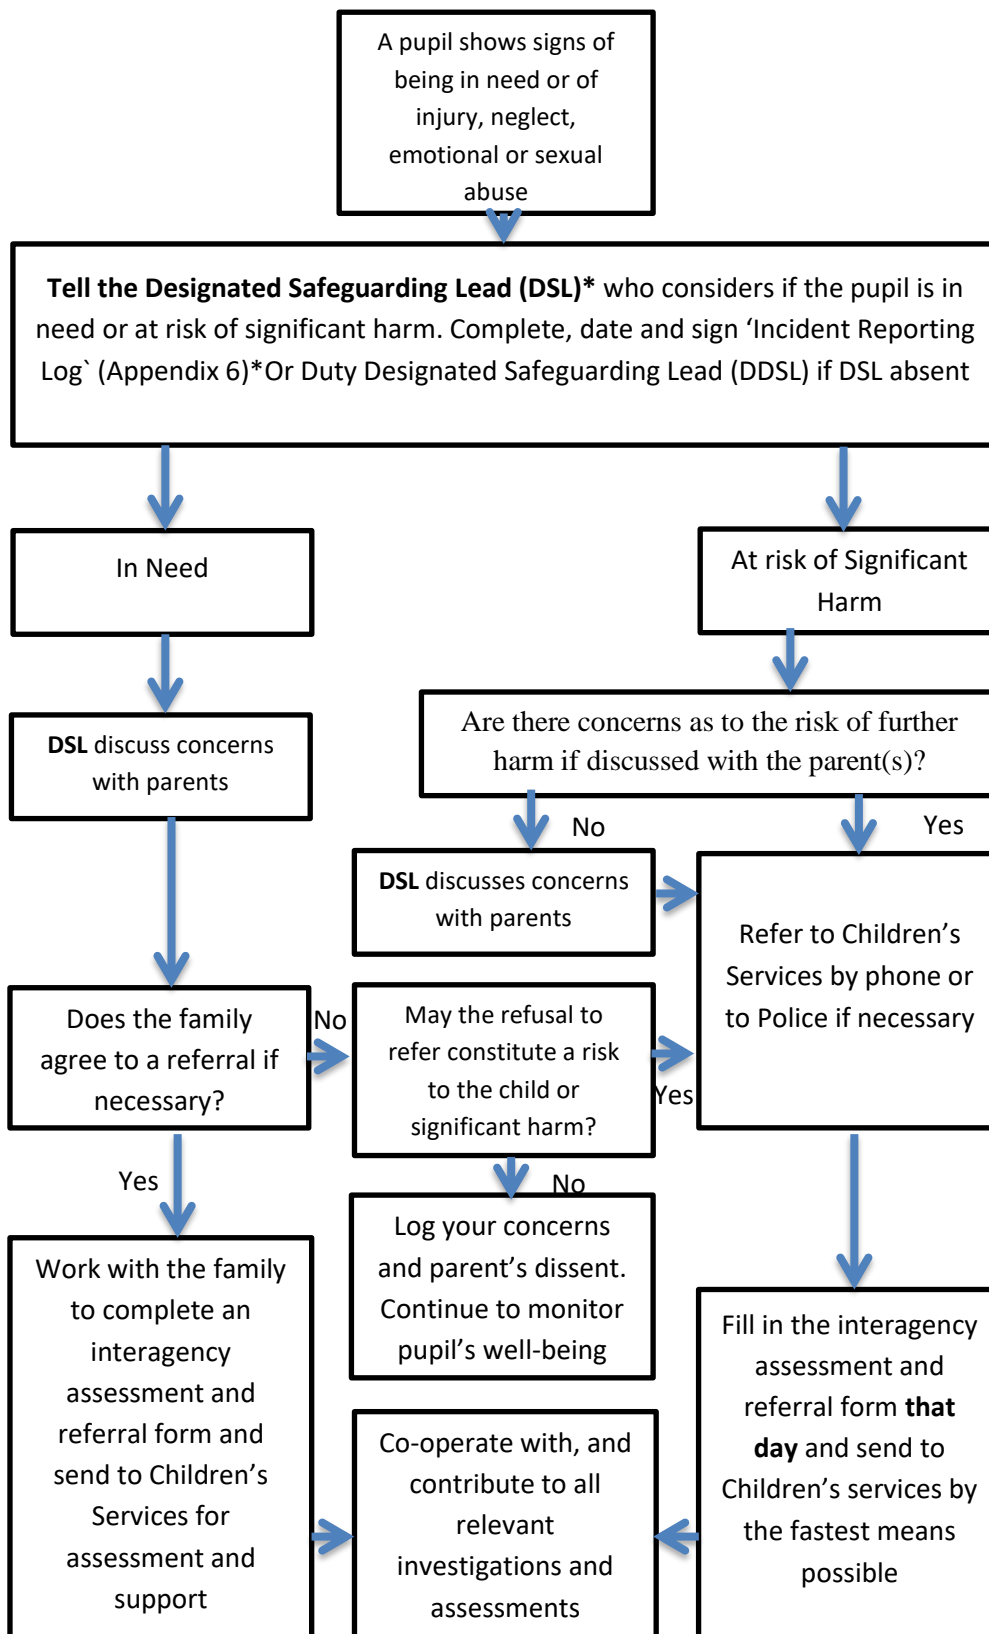 A pupil shows signs of
being in need or of
injury, neglect,
emotional or sexual
abuse
Tell the Designated Safeguarding Lead (DSL)* who considers if the pupil is in
need or at risk of significant harm. Complete, date and sign ‘Incident Reporting
Log` (Appendix 6)*Or Duty Designated Safeguarding Lead (DDSL) if DSL absent
In Need
At risk of Significant
Harm
DSL discuss concerns
with parents
Are there concerns as to the risk of further
harm if discussed with the parent(s)?
No
Yes
DSL discusses concerns
with parents
Refer to Children’s
Services by phone or
to Police if necessary
Does the family
agree to a referral if
necessary?
No
May the refusal to
refer constitute a risk
to the child or
significant harm?
Yes
Yes
No
Log your concerns
and parent’s dissent.
Continue to monitor
pupil’s well-being
Work with the family
to complete an
interagency
assessment and
referral form and
send to Children’s
Services for
assessment and
support
Co-operate with, and
contribute to all
relevant
investigations and
assessments
Fill in the interagency
assessment and
referral form that
day and send to
Children’s services by
the fastest means
possible